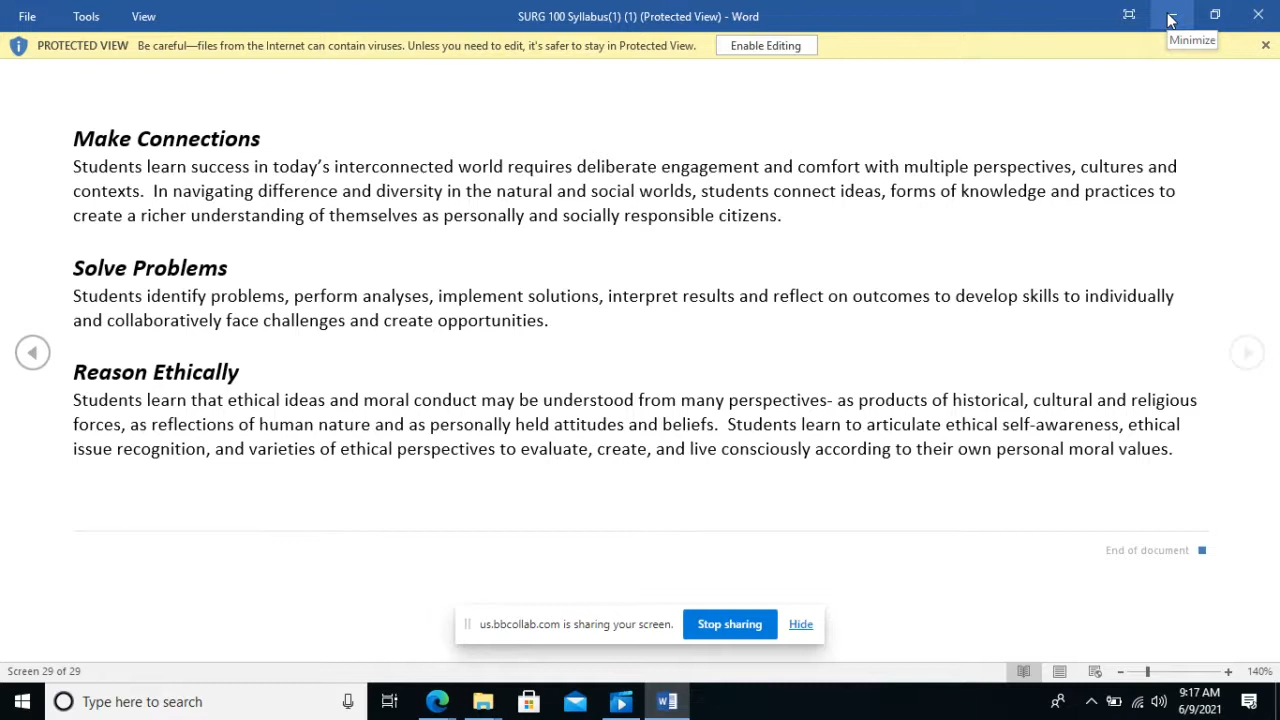 File Tools View SURG 100 Syllabus(1) (1) (Protected View) - Word
Minimize
PROTECTED VIEW Be careful—files from the Internet can contain viruses. Unless you need to edit, it's safer to stay in Protected View. Enable Editing
Make Connections
Students learn success in today's interconnected world requires deliberate engagement and comfort with multiple perspectives, cultures and
contexts. In navigating difference and diversity in the natural and social worlds, students connect ideas, forms of knowledge and practices to
create a richer understanding of themselves as personally and socially responsible citizens.
Solve Problems
Students identify problems, perform analyses, implement solutions, interpret results and reflect on outcomes to develop skills to individually
and collaboratively face challenges and create opportunities.
Reason Ethically
Students learn that ethical ideas and moral conduct may be understood from many perspectives- as products of historical, cultural and religious
forces, as reflections of human nature and as personally held attitudes and beliefs. Students learn to articulate ethical self-awareness, ethical
issue recognition, and varieties of ethical perspectives to evaluate, create, and live consciously according to their own personal moral values.
End of document
us.bbcollab.com is sharing your screen. Stop sharing Hide
Screen 29 of 29 140%
Type here to search 9:17 AM
6/9/2021